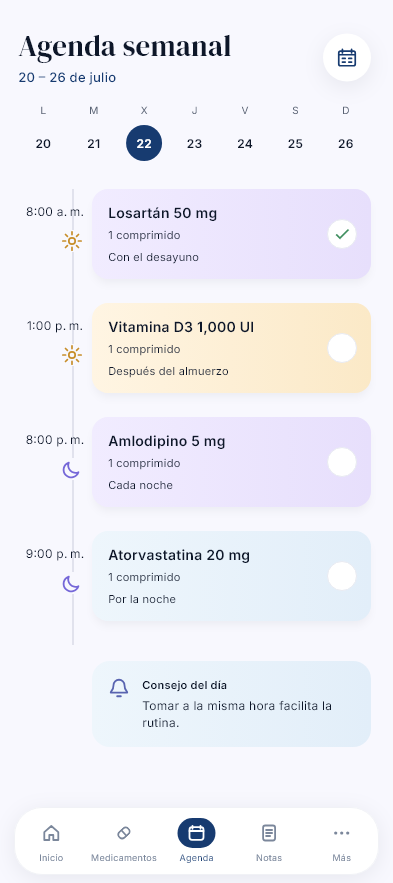 Agenda semanal
20 – 26 de julio
L M X J V S D
20 21 22 23 24 25 26
8:00 a. m.
Losartán 50 mg
1 comprimido
Con el desayuno
1:00 p. m.
Vitamina D3 1,000 UI
1 comprimido
Después del almuerzo
8:00 p. m.
Amlodipino 5 mg
1 comprimido
Cada noche
9:00 p. m.
Atorvastatina 20 mg
1 comprimido
Por la noche
Consejo del día
Tomar a la misma hora facilita la
rutina.
Inicio Medicamentos Agenda Notas Más